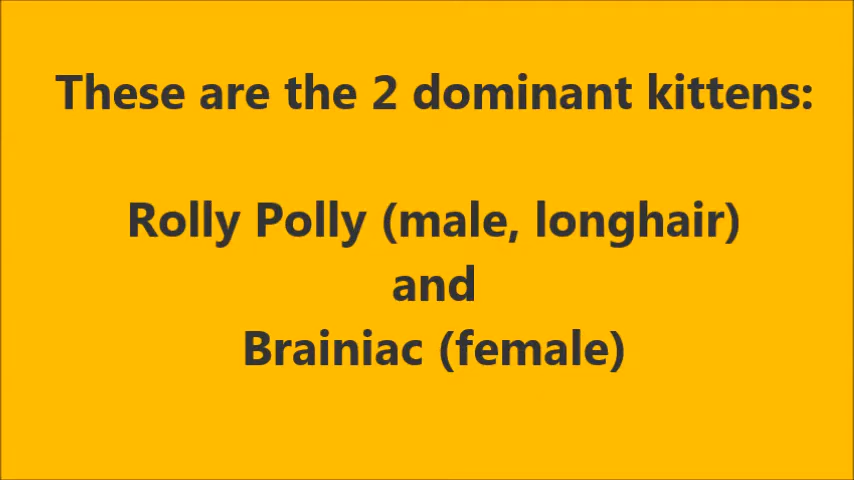 These are the 2 dominant kittens:
Rolly Polly (male, longhair)
and
Brainiac (female)